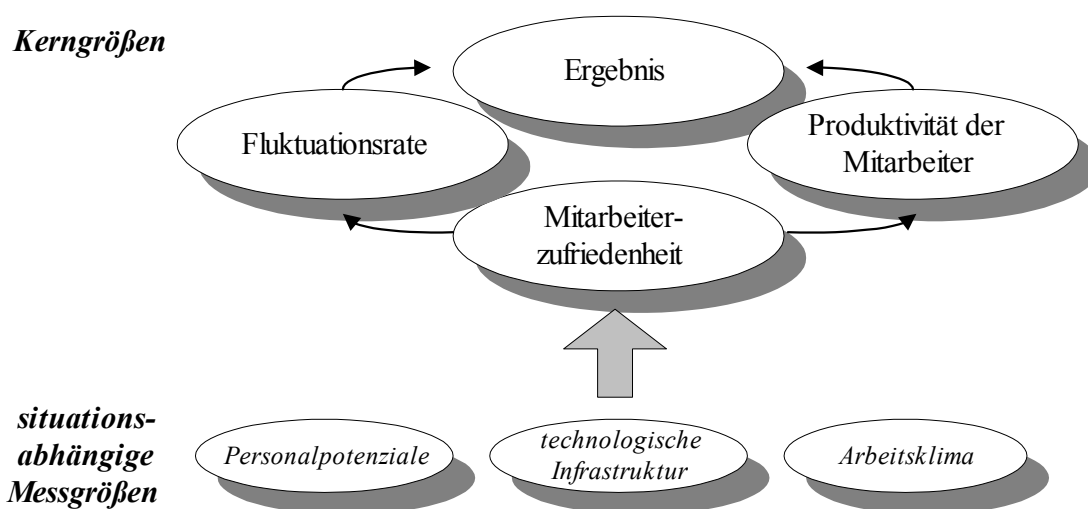 Kerngrößen
Ergebnis
Fluktuationsrate
Produktivität der
Mitarbeiter
Mitarbeiter-
zufriedenheit
situations-
abhängige
Messgrößen
Personalpotenziale
technologische
Infrastruktur
Arbeitsklima